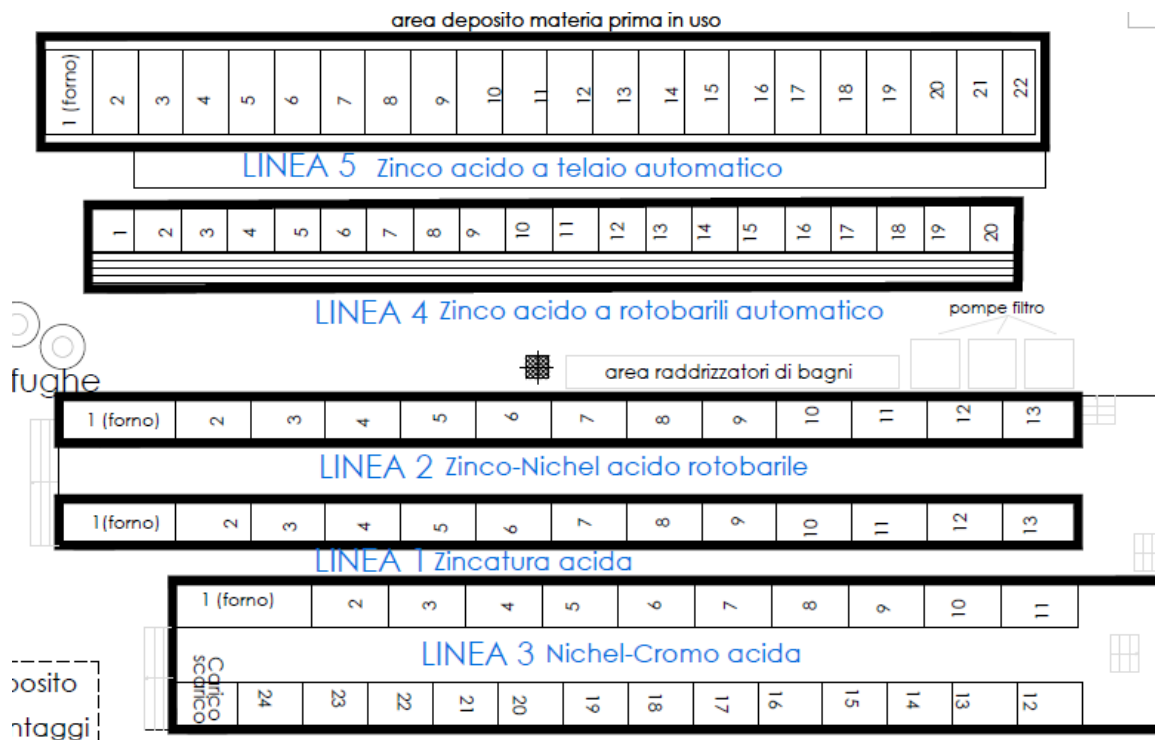 area deposito materia prima in uso
1 (forno) 2 3 4 5 6 7 8 9 10 11 12 13 14 15 16 17 18 19 20 21 22
LINEA 5 Zinco acido a telaio automatico
1 2 3 4 5 6 7 8 9 10 11 12 13 14 15 16 17 18 19 20
LINEA 4 Zinco acido a rotobarili automatico
pompe filtro
area raddrizzatori di bagni
fughe
1 (forno) 2 3 4 5 6 7 8 9 10 11 12 13
LINEA 2 Zinco-Nichel acido rotobarile
1(forno) 2 3 4 5 6 7 8 9 10 11 12 13
LINEA 1 Zincatura acida
1 (forno) 2 3 4 5 6 7 8 9 10 11
LINEA 3 Nichel-Cromo acida
Carico
scarico
24 23 22 21 20 19 18 17 16 15 14 13 12
posito
ntaggi